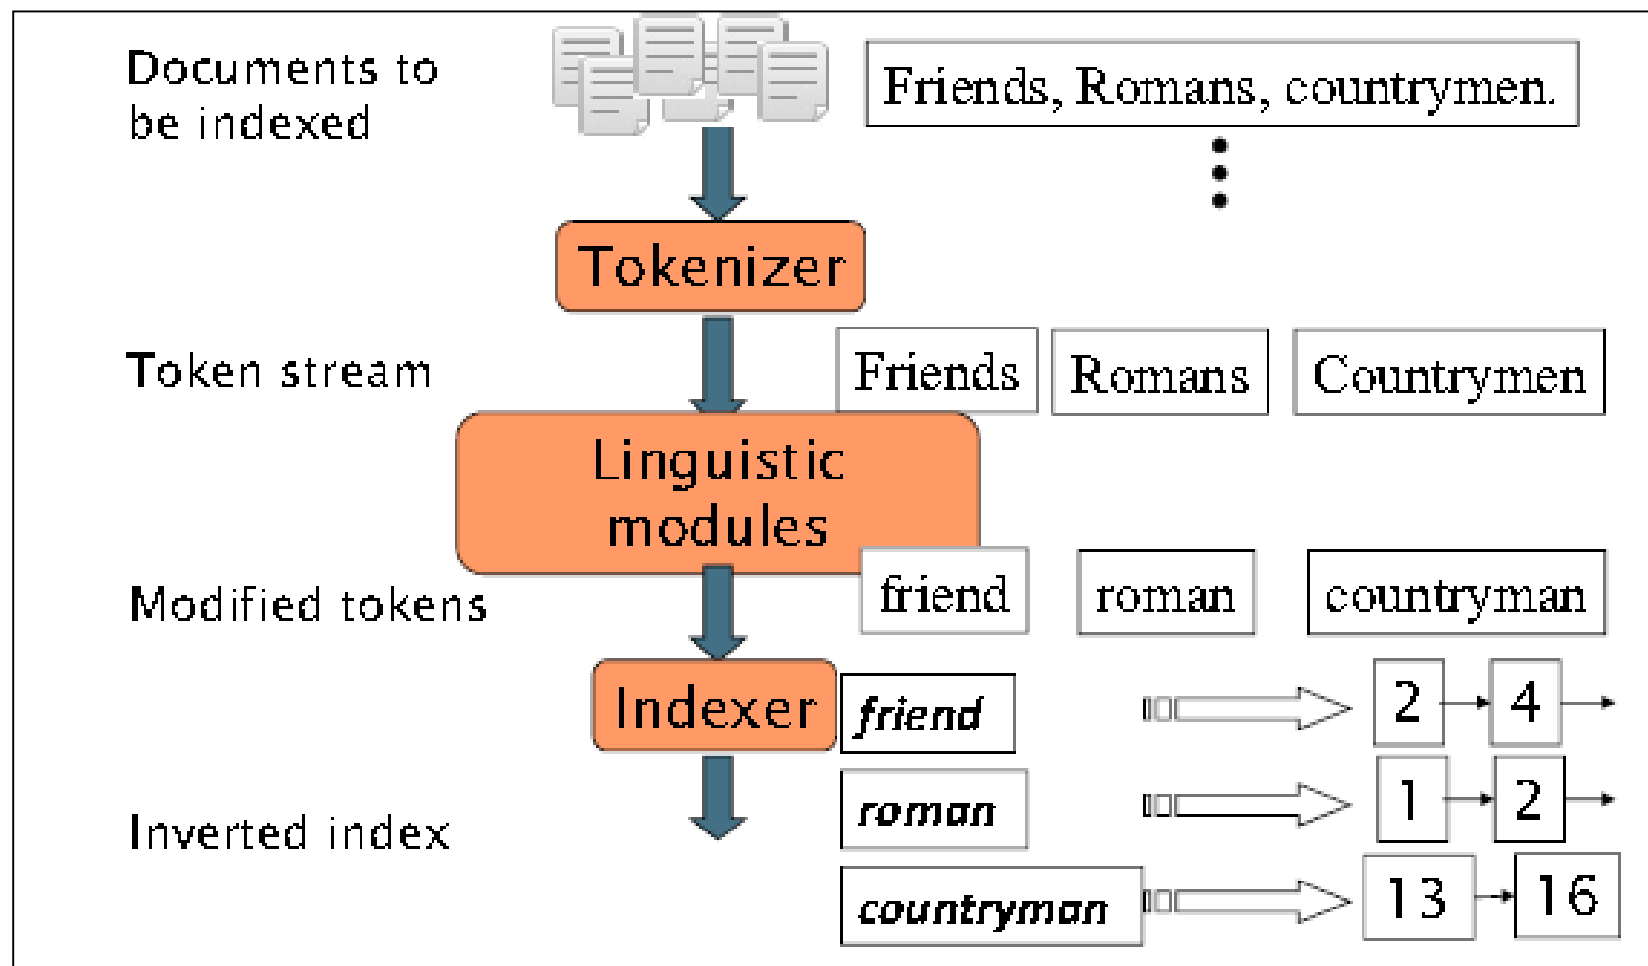 Documents to
be indexed
Friends, Romans, countrymen.
Tokenizer
Token stream
Friends Romans Countrymen
Linguistic
modules
Modified tokens
friend roman countryman
Indexer
friend 2 4
roman 1 2
Inverted index
countryman 13 16